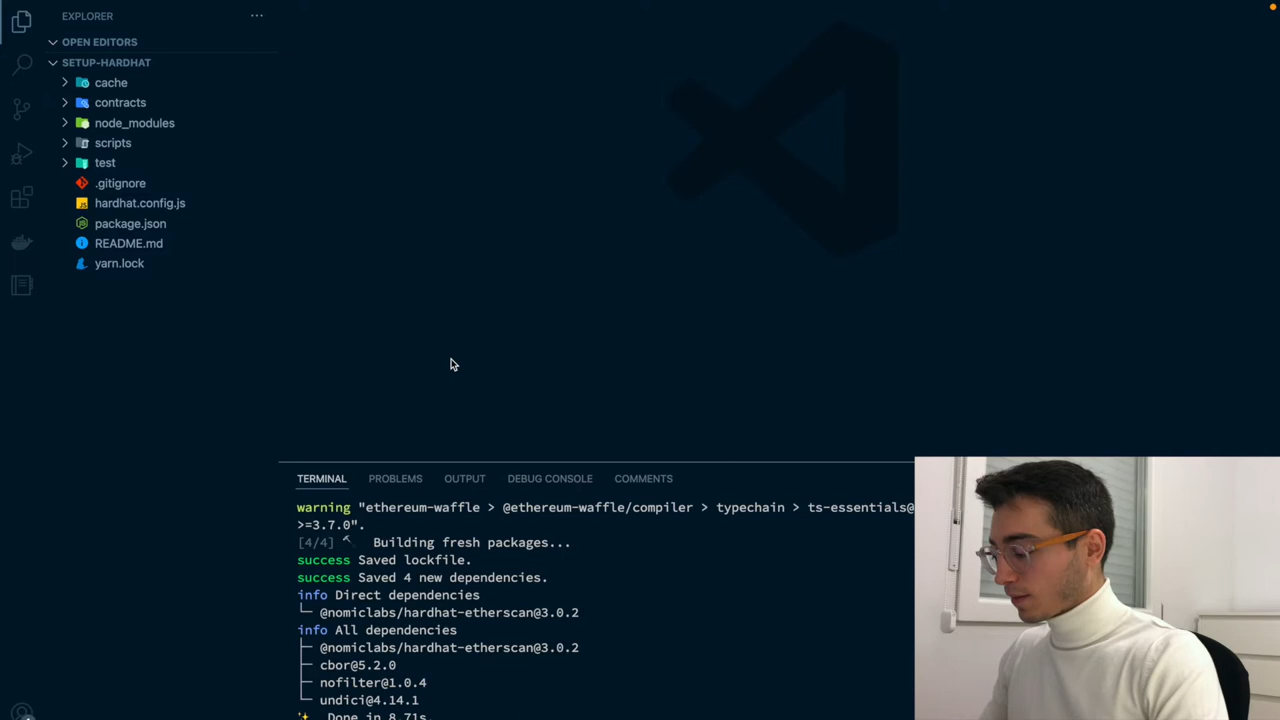 EXPLORER
OPEN EDITORS
SETUP-HARDHAT
cache
contracts
node_modules
scripts
test
.gitignore
hardhat.config.js
package.json
README.md
yarn.lock
TERMINAL PROBLEMS OUTPUT DEBUG CONSOLE COMMENTS
warning "ethereum-waffle > @ethereum-waffle/compiler > typechain > ts-essentials@
>=3.7.0".
[4/4] Building fresh packages...
success Saved lockfile.
success Saved 4 new dependencies.
info Direct dependencies
└─ @nomiclabs/hardhat-etherscan@3.0.2
info All dependencies
├─ @nomiclabs/hardhat-etherscan@3.0.2
├─ cbor@5.2.0
├─ nofilter@1.0.4
└─ undici@4.14.1
Done in 8.71s.